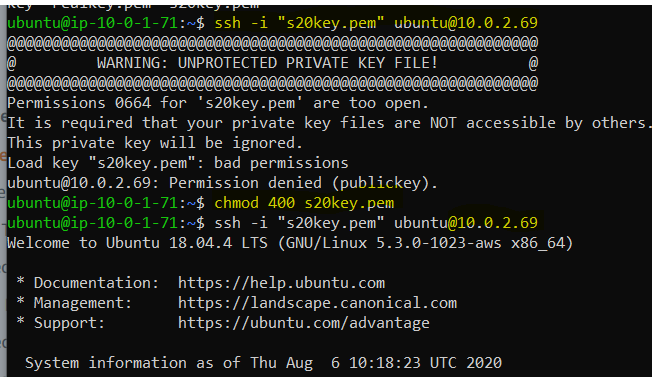 ubuntu@ip-10-0-1-71:~$ ssh -i "s20key.pem" ubuntu@10.0.2.69
@@@@@@@@@@@@@@@@@@@@@@@@@@@@@@@@@@@@@@@@@@@@@@@@@@@@@@@@@@@
@         WARNING: UNPROTECTED PRIVATE KEY FILE!          @
@@@@@@@@@@@@@@@@@@@@@@@@@@@@@@@@@@@@@@@@@@@@@@@@@@@@@@@@@@@
Permissions 0664 for 's20key.pem' are too open.
It is required that your private key files are NOT accessible by others.
This private key will be ignored.
Load key "s20key.pem": bad permissions
ubuntu@10.0.2.69: Permission denied (publickey).
ubuntu@ip-10-0-1-71:~$ chmod 400 s20key.pem
ubuntu@ip-10-0-1-71:~$ ssh -i "s20key.pem" ubuntu@10.0.2.69
Welcome to Ubuntu 18.04.4 LTS (GNU/Linux 5.3.0-1023-aws x86_64)
* Documentation:  https://help.ubuntu.com
* Management:     https://landscape.canonical.com
* Support:        https://ubuntu.com/advantage
System information as of Thu Aug  6 10:18:23 UTC 2020